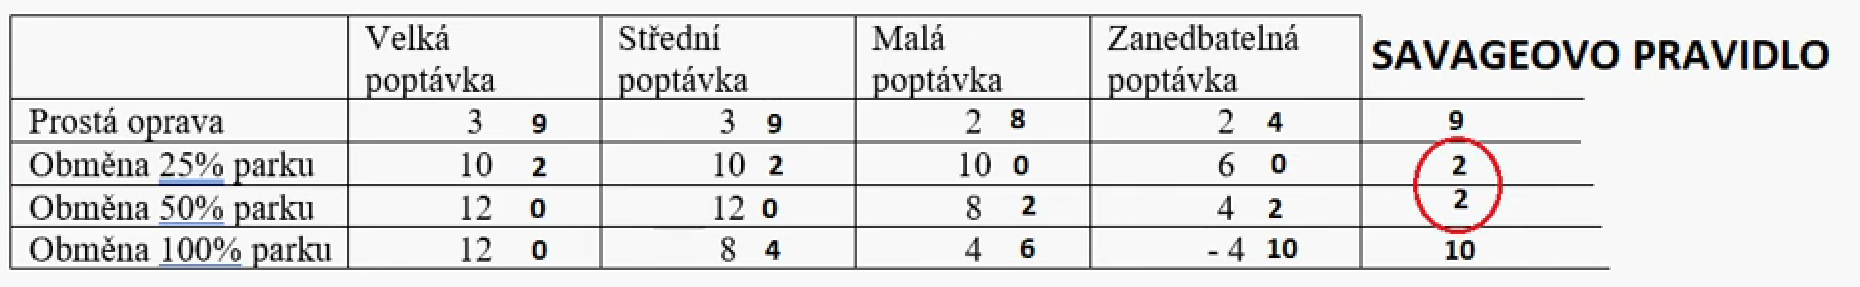 Velká poptávka Střední poptávka Malá poptávka Zanedbatelná poptávka SAVAGEOVO PRAVIDLO
Prostá oprava 3 9 3 9 2 8 2 4 9
Obměna 25% parku 10 2 10 2 10 0 6 0 2
Obměna 50% parku 12 0 12 0 8 2 4 2 2
Obměna 100% parku 12 0 8 4 4 6 - 4 10 10